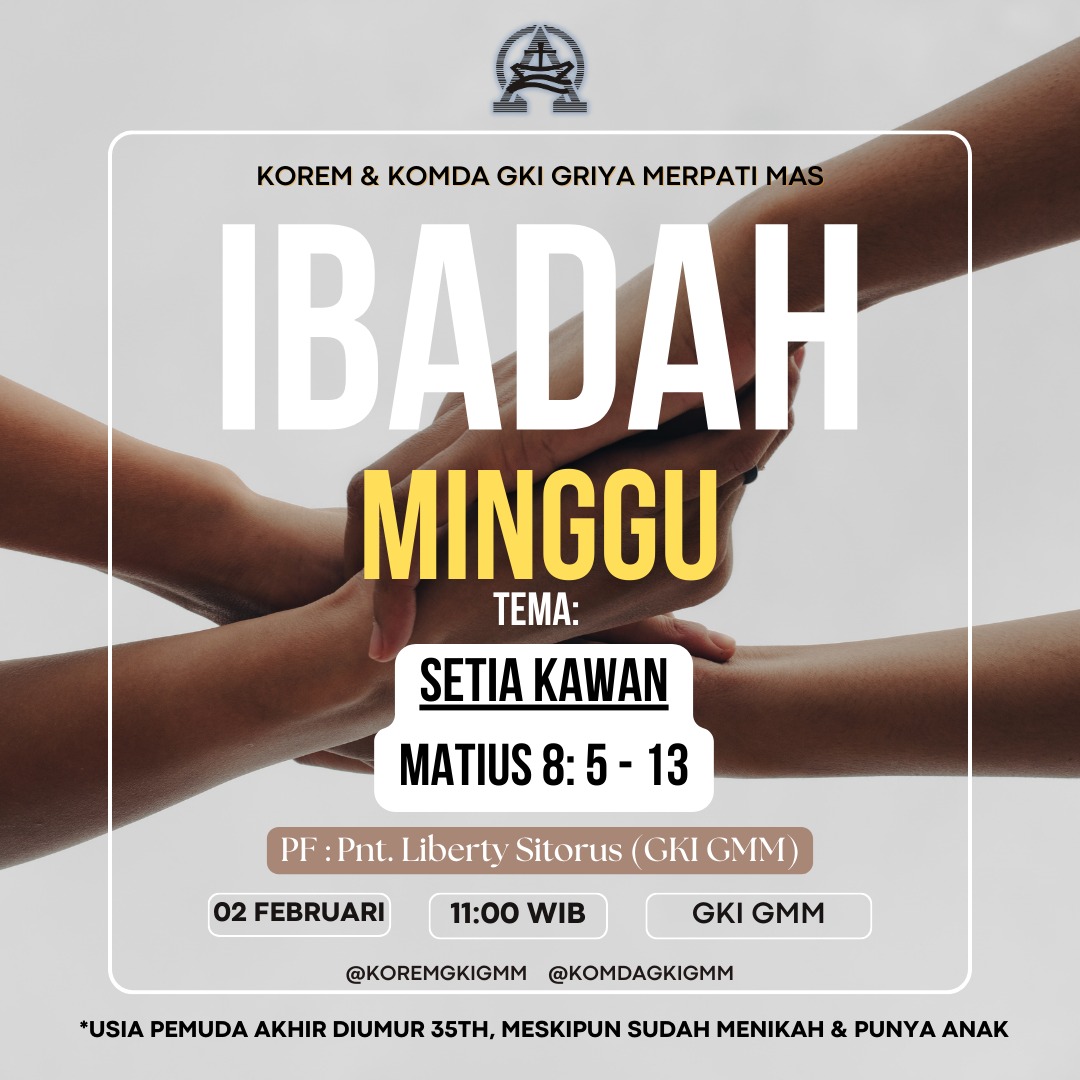 KOREM & KOMDA GKI GRIYA MERPATI MAS
IBADAH
MINGGU
TEMA:
SETIA KAWAN
MATIUS 8: 5 - 13
PF : Pnt. Liberty Sitorus (GKI GMM)
02 FEBRUARI
11:00 WIB
GKI GMM
@KOREMGKIGMM @KOMDAGKIGMM
*USIA PEMUDA AKHIR DIUMUR 35TH, MESKIPUN SUDAH MENIKAH & PUNYA ANAK